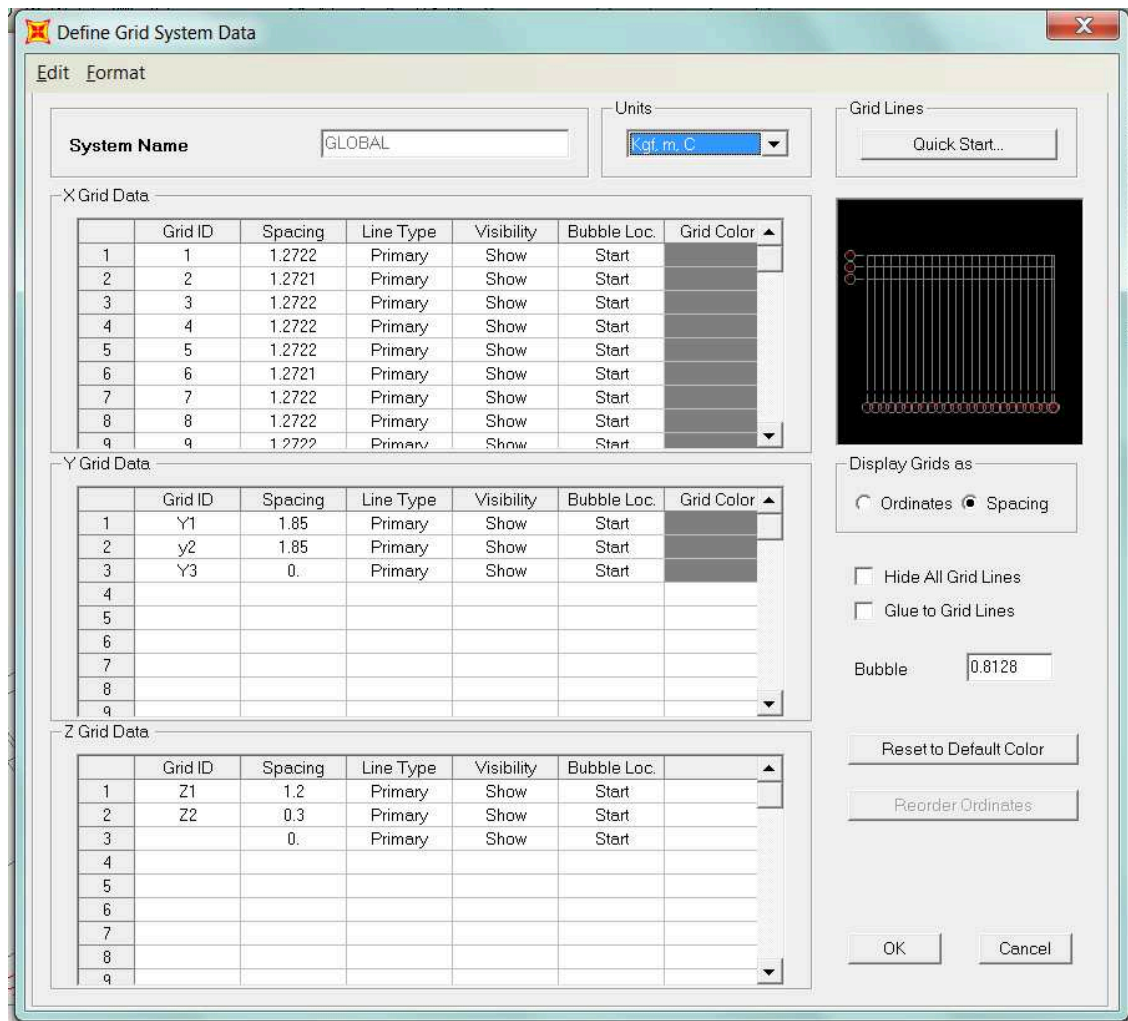 Define Grid System Data
X
Edit Format
System Name
GLOBAL
Units
Kgf, m, C
Grid Lines
Quick Start...
X Grid Data
Grid ID Spacing Line Type Visibility Bubble Loc. Grid Color
1 1 1.2722 Primary Show Start
2 2 1.2721 Primary Show Start
3 3 1.2722 Primary Show Start
4 4 1.2722 Primary Show Start
5 5 1.2722 Primary Show Start
6 6 1.2721 Primary Show Start
7 7 1.2722 Primary Show Start
8 8 1.2722 Primary Show Start
9 9 1.2722 Primary Show Start
Y Grid Data
Grid ID Spacing Line Type Visibility Bubble Loc. Grid Color
1 Y1 1.85 Primary Show Start
2 y2 1.85 Primary Show Start
3 Y3 0. Primary Show Start
4
5
6
7
8
9
Z Grid Data
Grid ID Spacing Line Type Visibility Bubble Loc.
1 Z1 1.2 Primary Show Start
2 Z2 0.3 Primary Show Start
3 0. Primary Show Start
4
5
6
7
8
9
Display Grids as
Ordinates Spacing
Hide All Grid Lines
Glue to Grid Lines
Bubble 0.8128
Reset to Default Color
Reorder Ordinates
OK Cancel